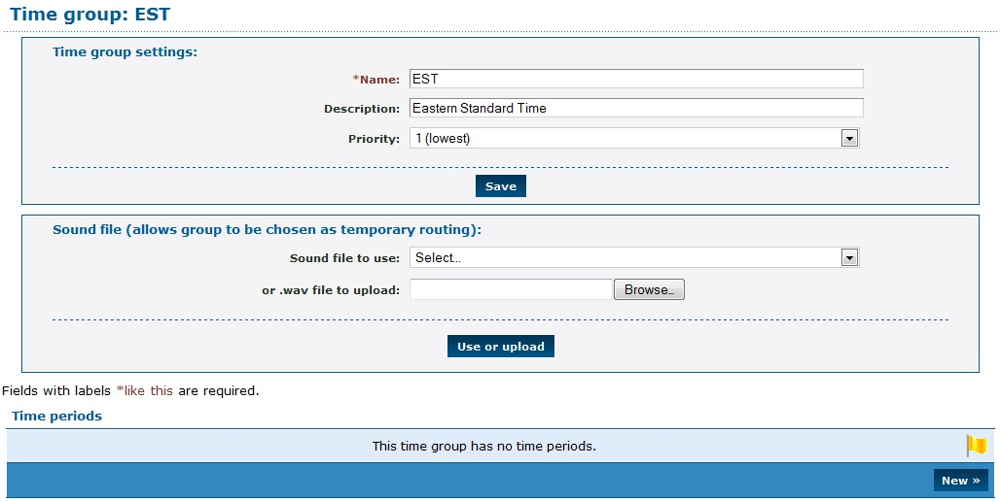 Time group: EST
Time group settings:
*Name: EST
Description: Eastern Standard Time
Priority: 1 (lowest)
Save
Sound file (allows group to be chosen as temporary routing):
Sound file to use: Select...
or .wav file to upload: Browse...
Use or upload
Fields with labels *like this are required.
Time periods
This time group has no time periods.
New »